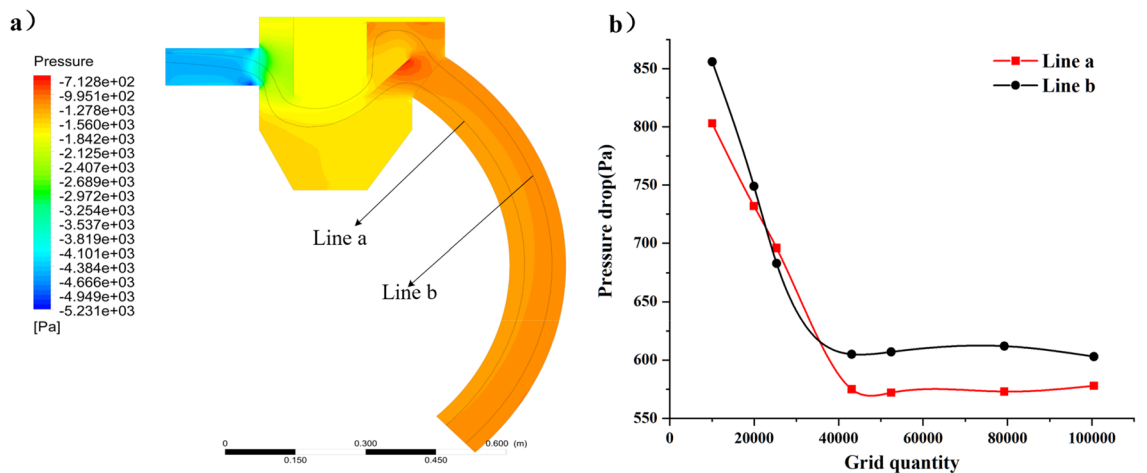 a）
Pressure
-7.128e+02
-9.951e+02
-1.278e+03
-1.560e+03
-1.842e+03
-2.125e+03
-2.407e+03
-2.689e+03
-2.972e+03
-3.254e+03
-3.537e+03
-3.819e+03
-4.101e+03
-4.384e+03
-4.666e+03
-4.949e+03
-5.231e+03
[Pa]
Line a
Line b
0 0.300 0.600 (m)
0.150 0.450
b）
Line a
Line b
Pressure drop(Pa)
850
800
750
700
650
600
550
0 20000 40000 60000 80000 100000
Grid quantity